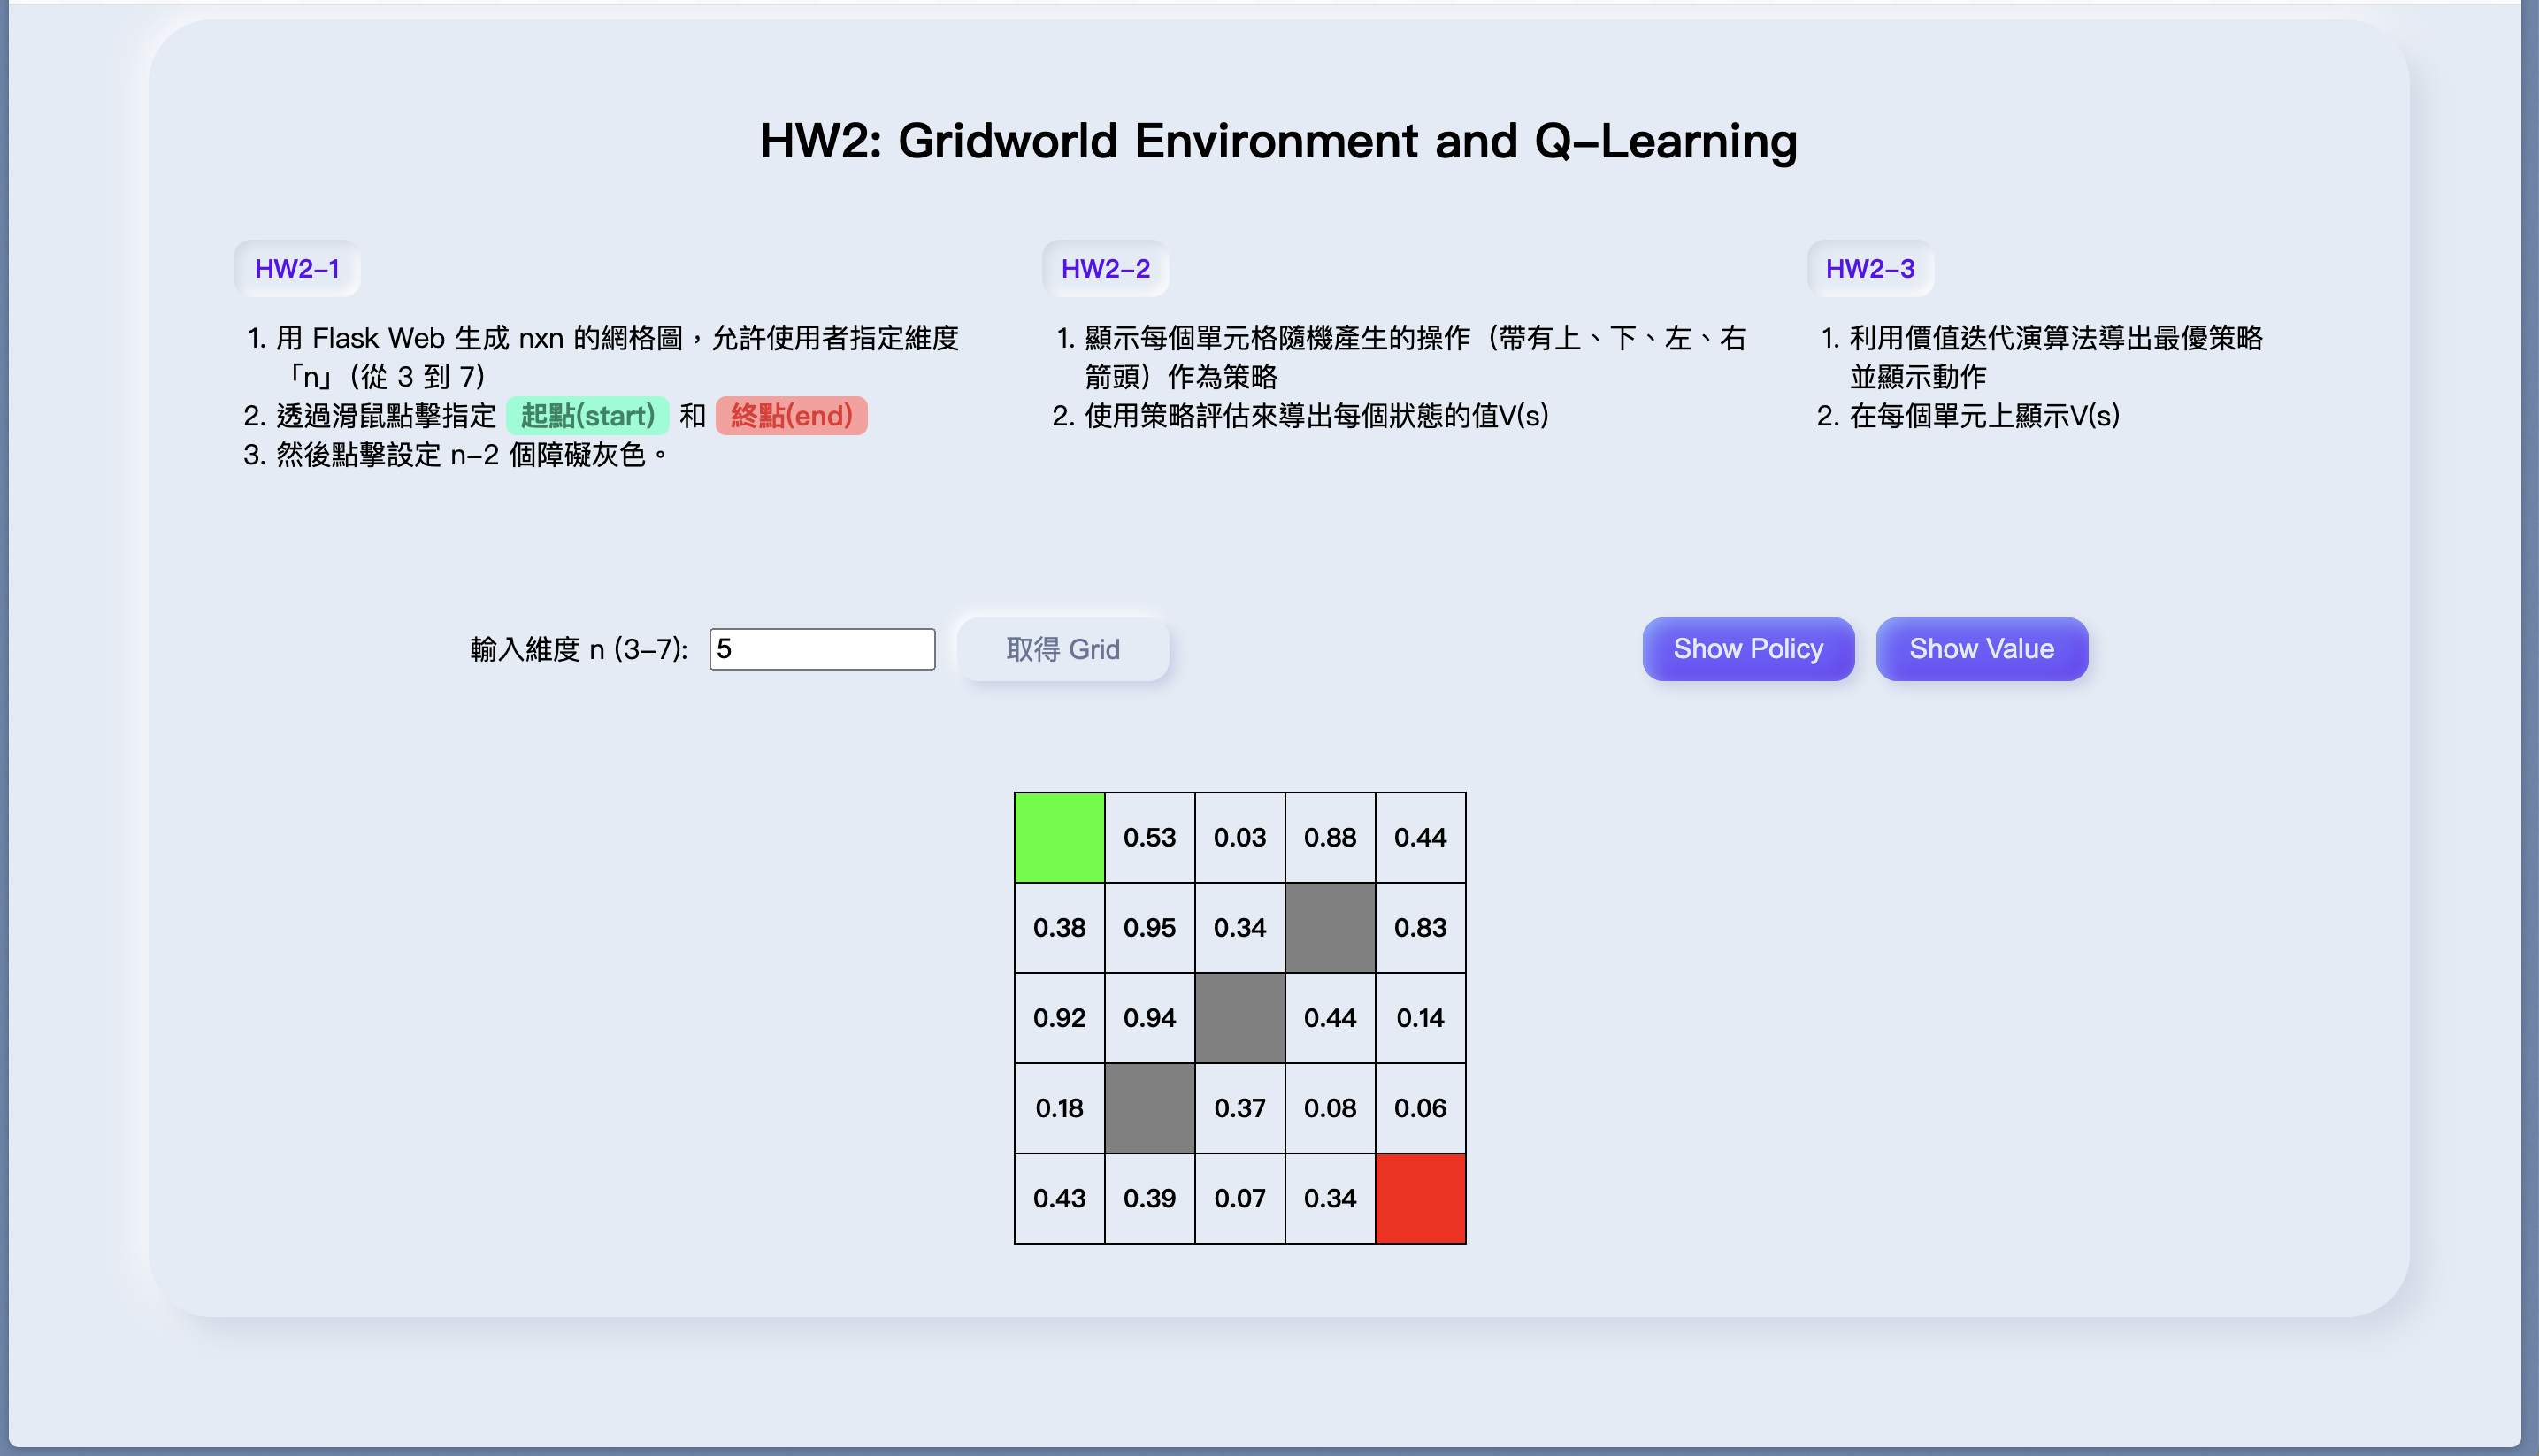 HW2: Gridworld Environment and Q-Learning
HW2-1
1. 用 Flask Web 生成 nxn 的網格圖，允許使用者指定維度
「n」（從 3 到 7）
2. 透過滑鼠點擊指定 起點(start) 和 終點(end)
3. 然後點擊設定 n-2 個障礙灰色。
HW2-2
1. 顯示每個單元格隨機產生的操作（帶有上、下、左、右
箭頭）作為策略
2. 使用策略評估來導出每個狀態的值V(s)
HW2-3
1. 利用價值迭代演算法導出最優策略
並顯示動作
2. 在每個單元上顯示V(s)
輸入維度 n (3-7): 5 取得 Grid Show Policy Show Value
0.53 0.03 0.88 0.44
0.38 0.95 0.34 0.83
0.92 0.94 0.44 0.14
0.18 0.37 0.08 0.06
0.43 0.39 0.07 0.34